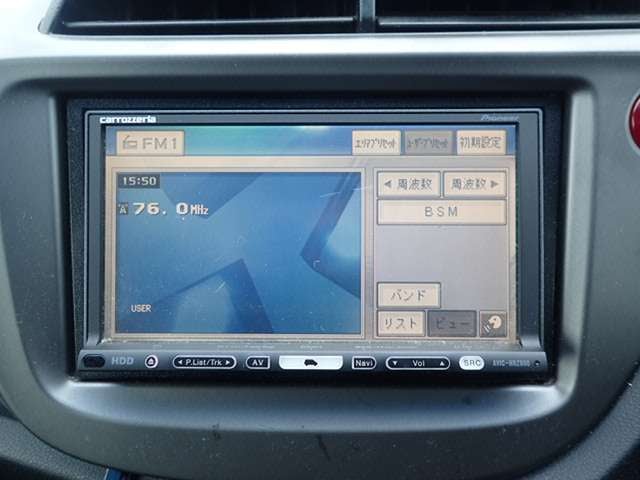 carrozzeria
Pioneer
FM1
エリアプリセット
ユーザープリセット
初期設定
15:50
A 76.0MHz
◀ 周波数
周波数 ▶
BSM
USER
バンド
リスト
ビュー
HDD
◀ P.List/Trk ▶
AV
Navi
▼ Vol ▲
SRC
AVIC-HRZ900